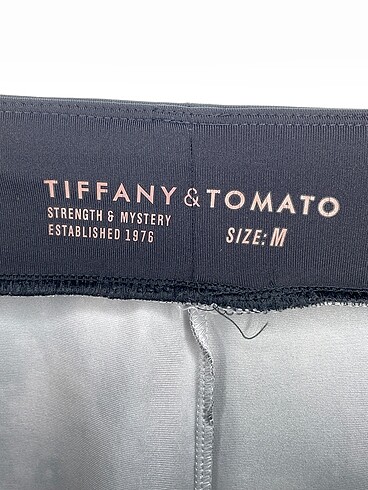 TIFFANY & TOMATO
STRENGTH & MYSTERY
ESTABLISHED 1976
SIZE: M